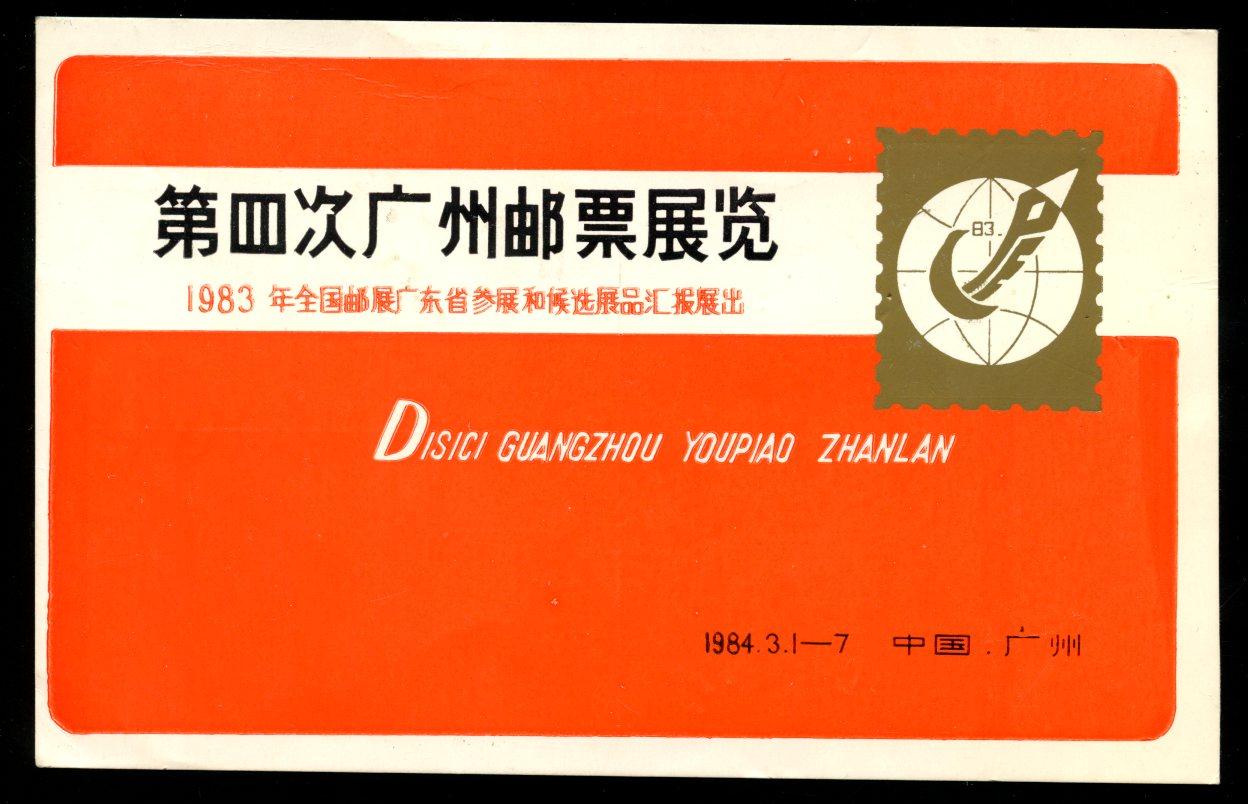 第四次广州邮票展览
1983 年全国邮展广东省参展和候选展品汇报展出
83.
DISICI GUANGZHOU YOUPIAO ZHANLAN
1984.3.1—7 中国.广州